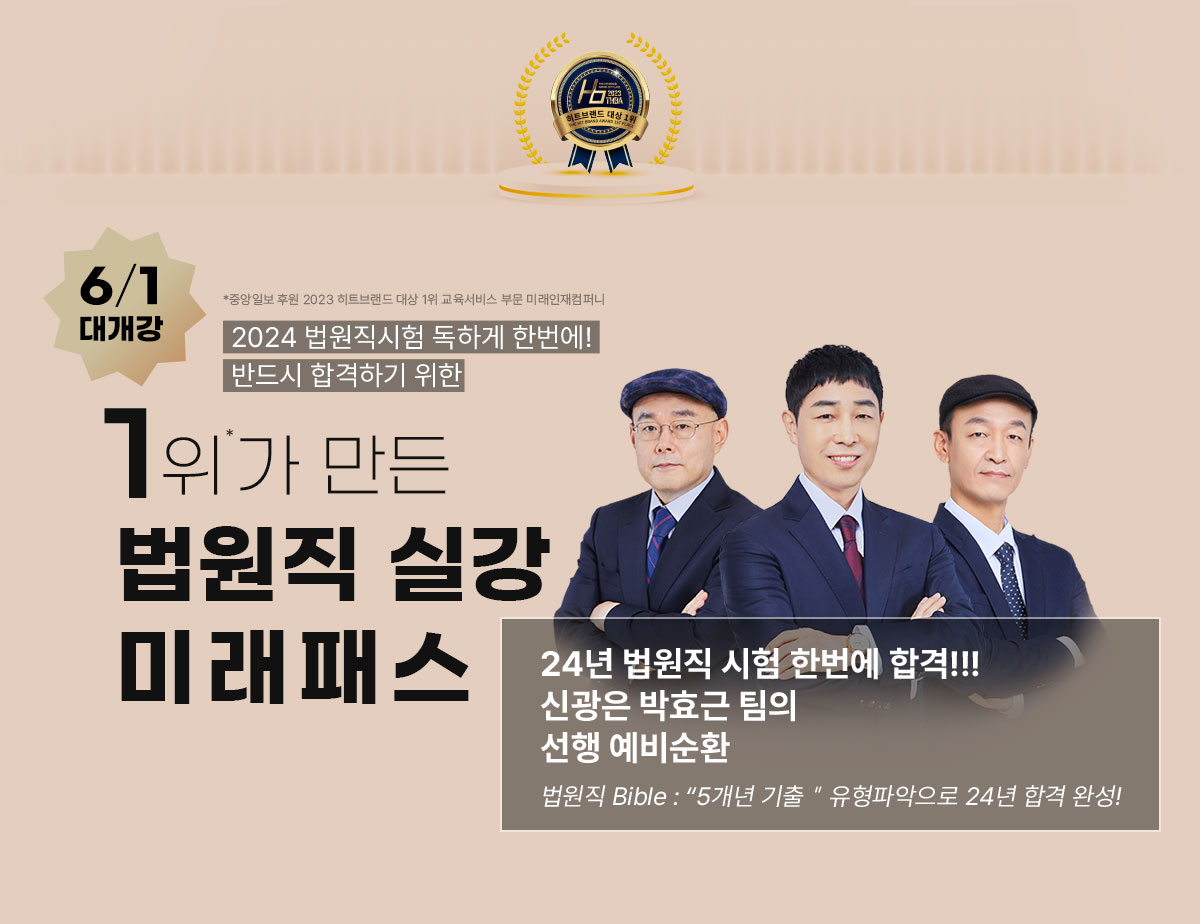 2023
THBA
히트브랜드 대상 1위
6/1
대개강
*중앙일보 후원 2023 히트브랜드 대상 1위 교육서비스 부문 미래인재컴퍼니
2024 법원직시험 독하게 한번에!
반드시 합격하기 위한
1위*가 만든
법원직 실강
미래패스
24년 법원직 시험 한번에 합격!!!
신광은 박효근 팀의
선행 예비순환
법원직 Bible : “5개년 기출 " 유형파악으로 24년 합격 완성!